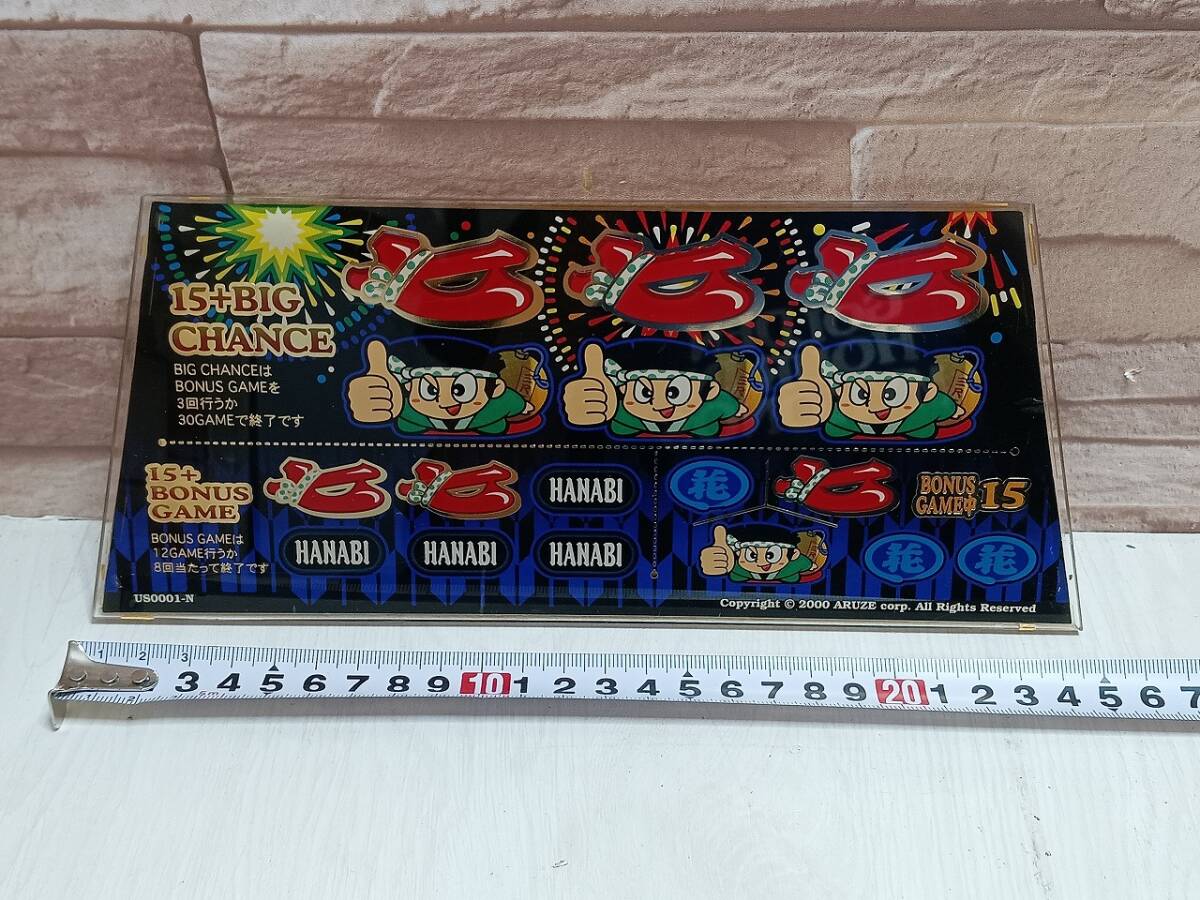 15+BIG
CHANCE
BIG CHANCEは
BONUS GAMEを
3回行うか
30GAMEで終了です
15+
BONUS
GAME
BONUS GAMEは
12GAME行うか
8回当たって終了です
HANABI
HANABI
HANABI
HANABI
花
BONUS
GAME中
15
花
花
US0001-N
Copyright © 2000 ARUZE corp. All Rights Reserved
1 2 3
3 4 5 6 7 8 9 10 1 2 3 4 5 6 7 8 9 20 1 2 3 4 5 6 7